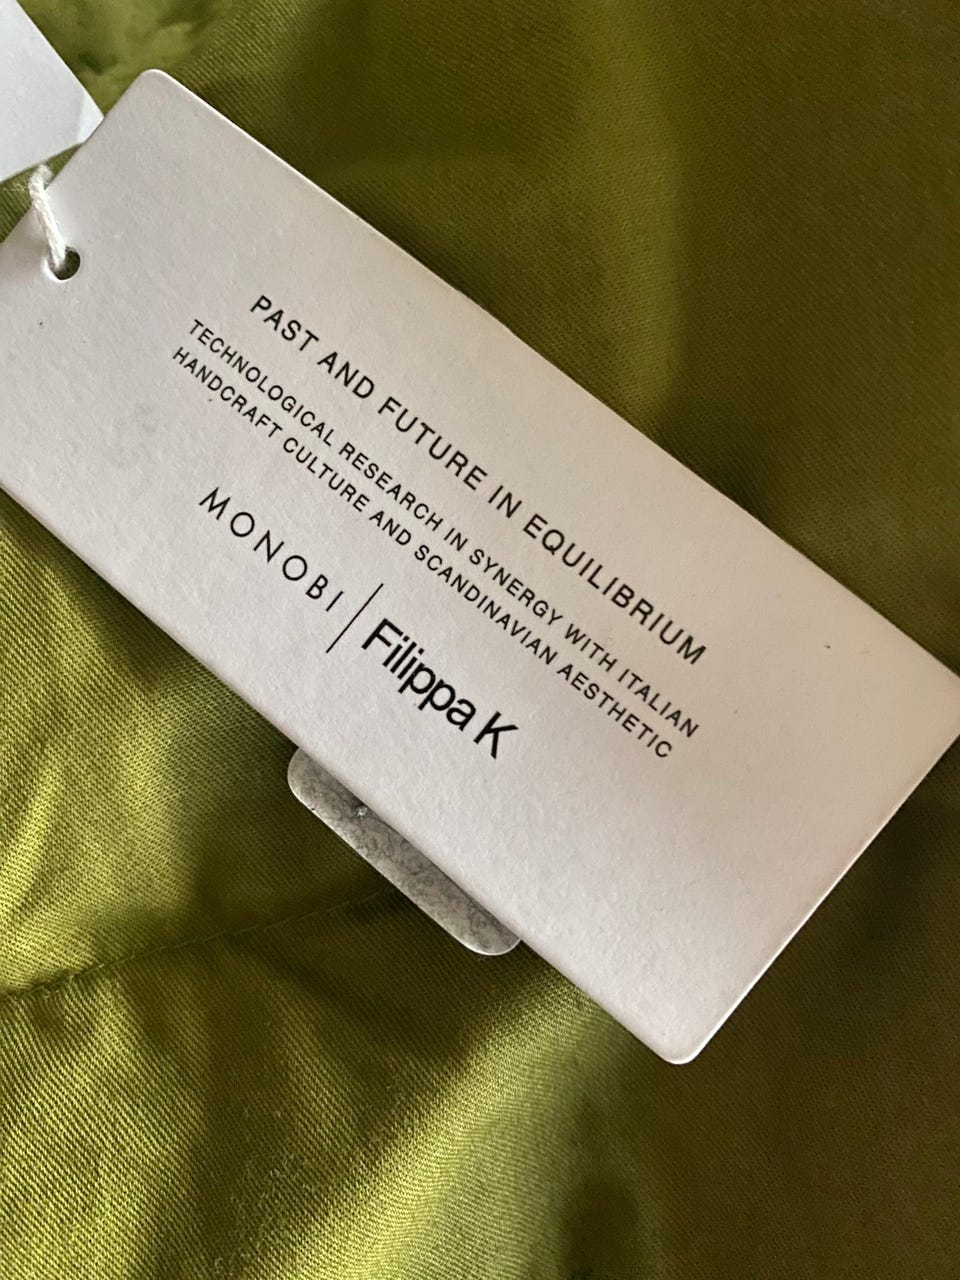 PAST AND FUTURE IN EQUILIBRIUM
TECHNOLOGICAL RESEARCH IN SYNERGY WITH ITALIAN
HANDCRAFT CULTURE AND SCANDINAVIAN AESTHETIC
MONOBI | Filippa K